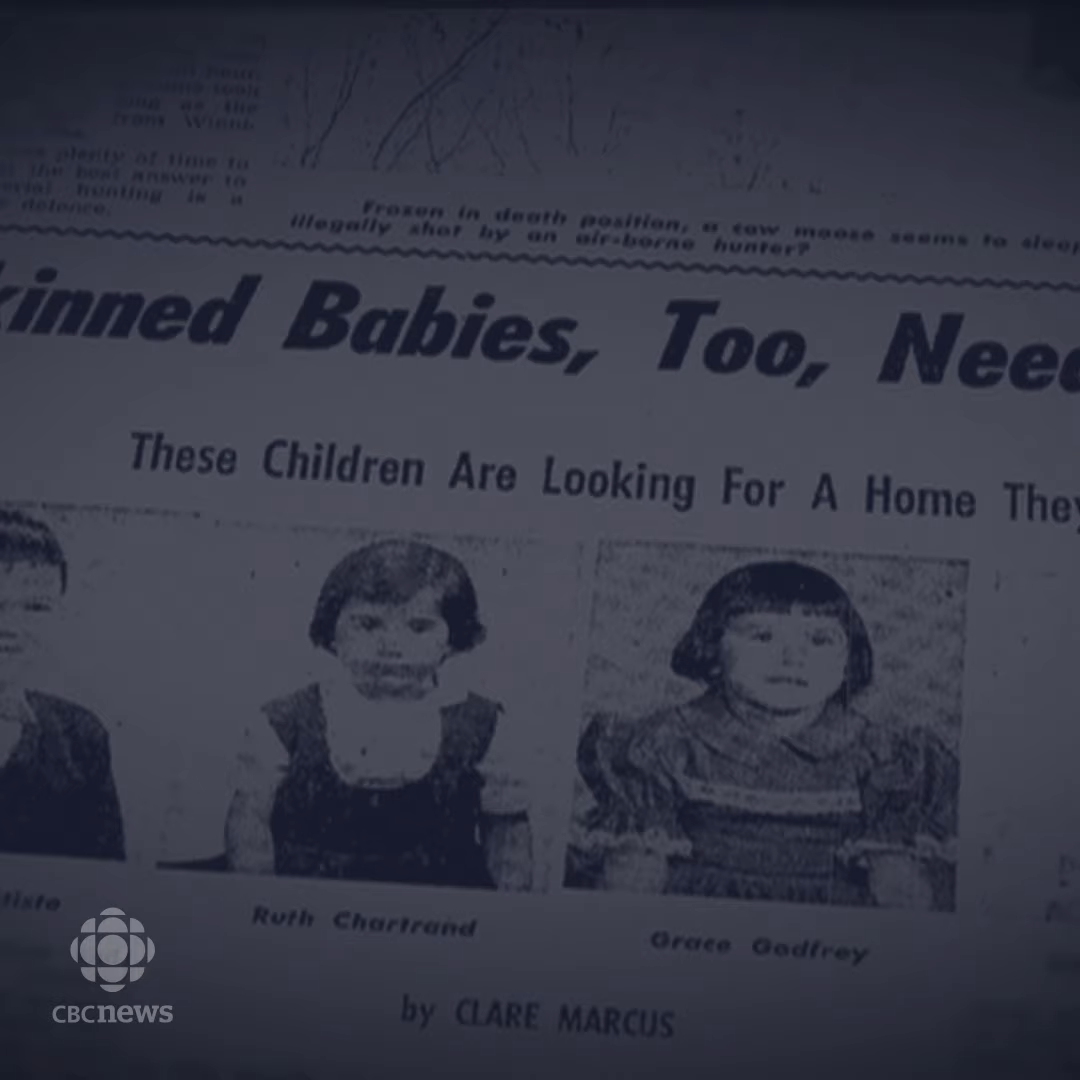 plenty of time to
the best answer to
hunting is a
defence.
Frozen in death position, a cow moose seems to sleep
illegally shot by an air-borne hunter?
kinned Babies, Too, Need
These Children Are Looking For A Home They
tiste
Ruth Chartrand
Grace Godfrey
by CLARE MARCUS
CBCnews